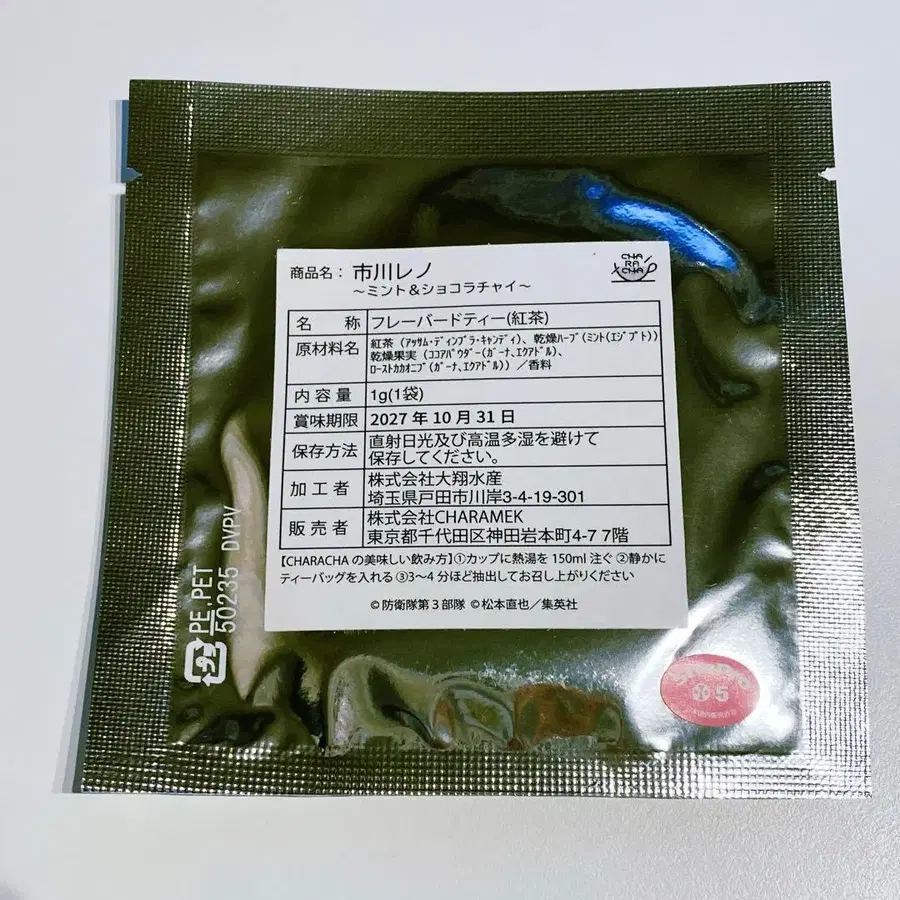 商品名： 市川レノ
～ミント＆ショコラチャイ～
CHA
RA
CHA
名 称 フレーバードティー(紅茶)
原材料名 紅茶（ｱｯｻﾑ・ﾃﾞｨﾝﾌﾞﾗ・ｷｬﾝﾃﾞｨ）、乾燥ﾊｰﾌﾞ（ﾐﾝﾄ(ｴｼﾞﾌﾟﾄ)）
乾燥果実（ｺｺｱﾊﾟｳﾀﾞｰ(ｶﾞｰﾅ､ｴｸｱﾄﾞﾙ)、
ﾛｰｽﾄｶｶｵﾆﾌﾞ(ｶﾞｰﾅ､ｴｸｱﾄﾞﾙ)）／香料
内 容 量 1g(1袋)
賞味期限 2027 年 10 月 31 日
保存方法 直射日光及び高温多湿を避けて
保存してください。
加 工 者 株式会社大翔水産
埼玉県戸田市川岸3-4-19-301
販 売 者 株式会社CHARAMEK
東京都千代田区神田岩本町4-7 7階
【CHARACHA の美味しい飲み方】①カップに熱湯を 150ml 注ぐ ②静かに
ティーバッグを入れる ③3～4 分ほど抽出してお召し上がりください
©防衛隊第３部隊 ©松本直也／集英社
PE,PET
50235 DVPV
5